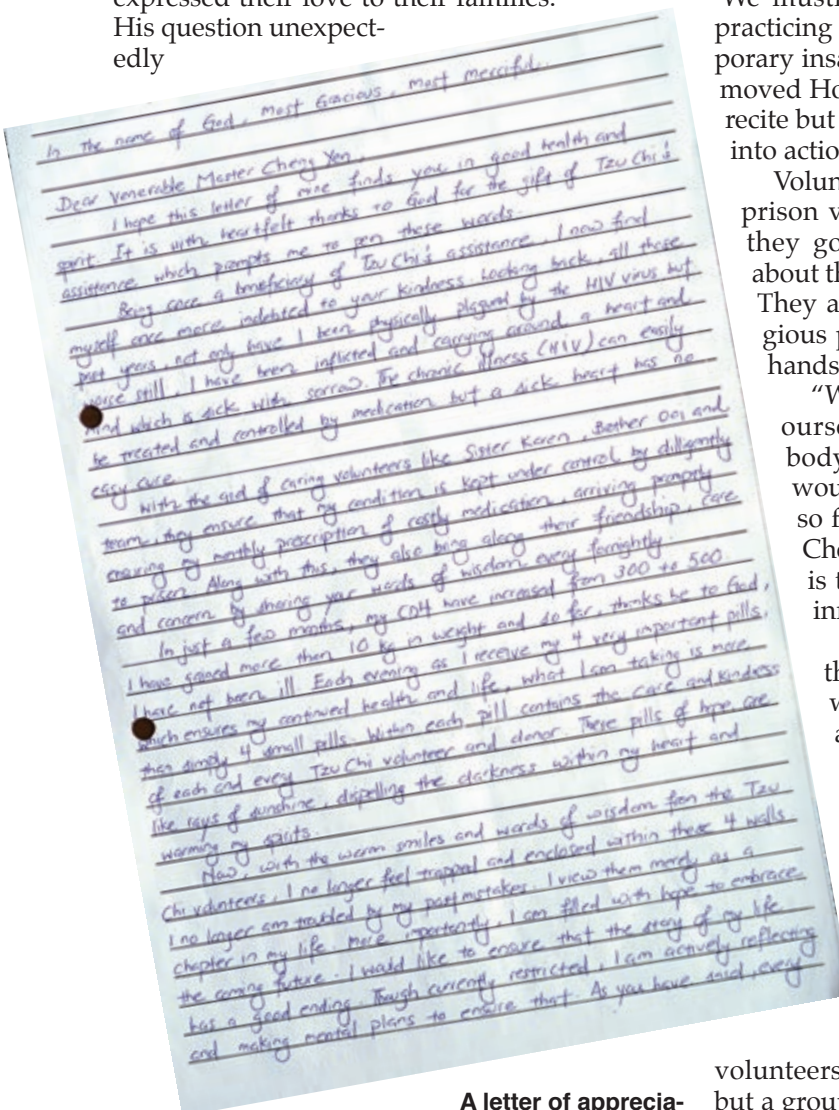 expressed their love to their families.
His question unexpect-
edly
In the name of God, most Gracious, most merciful.
Dear Venerable Master Cheng Yen,
I hope this letter of mine finds you in good health and
spirit. It is with heartfelt thanks to God for the gift of Tzu Chi's
assistance which prompts me to pen these words.
Being once a beneficiary of Tzu Chi's assistance, I now find
myself once more indebted to your kindness. Looking back, all these
past years, not only have I been physically plagued by the HIV virus but
worse still, I have been inflicted and carrying around a heart and
mind which is sick with sorrow. The chronic illness (HIV) can easily
be treated and controlled by medication but a sick heart has no
easy cure.
With the aid of caring volunteers like Sister Karen, Bother Ooi and
team, they ensure that my condition is kept under control by dilligently
ensuring my monthly prescription of costly medication, arriving promptly
to prison. Along with this, they also bring along their friendship, care
and concern by sharing your words of wisdom every fornightly.
In just a few months, my CD4 have increased from 300 to 500.
I have gained more than 10 kg in weight and so far, thanks be to God,
I have not been ill. Each evening as I receive my 4 very important pills,
which ensures my continued health and life, what I am taking is more
than simply 4 small pills. Within each pill contains the care and kindness
of each and every Tzu Chi volunteer and donor. These pills of hope are
like rays of sunshine, dispelling the darkness within my heart and
warming my spirits.
Now, with the warm smiles and words of wisdom from the Tzu
Chi volunteers, I no longer feel trapped and enclosed within these 4 walls.
I no longer am troubled by my past mistakes. I view them merely as a
chapter in my life. More importantly, I am filled with hope to embrace
the coming future. I would like to ensure that the story of my life
has a good ending. Though currently restricted, I am actively reflecting
and making mental plans to ensure that. As you have said, every
A letter of apprecia-
practicing
porary insa
moved Ho
recite but
into action
Volun
prison v
they go
about th
They a
gious p
hands
"W
ourse
body
wou
so f
Che
is t
inn
th
w
a
volunteers
but a grou